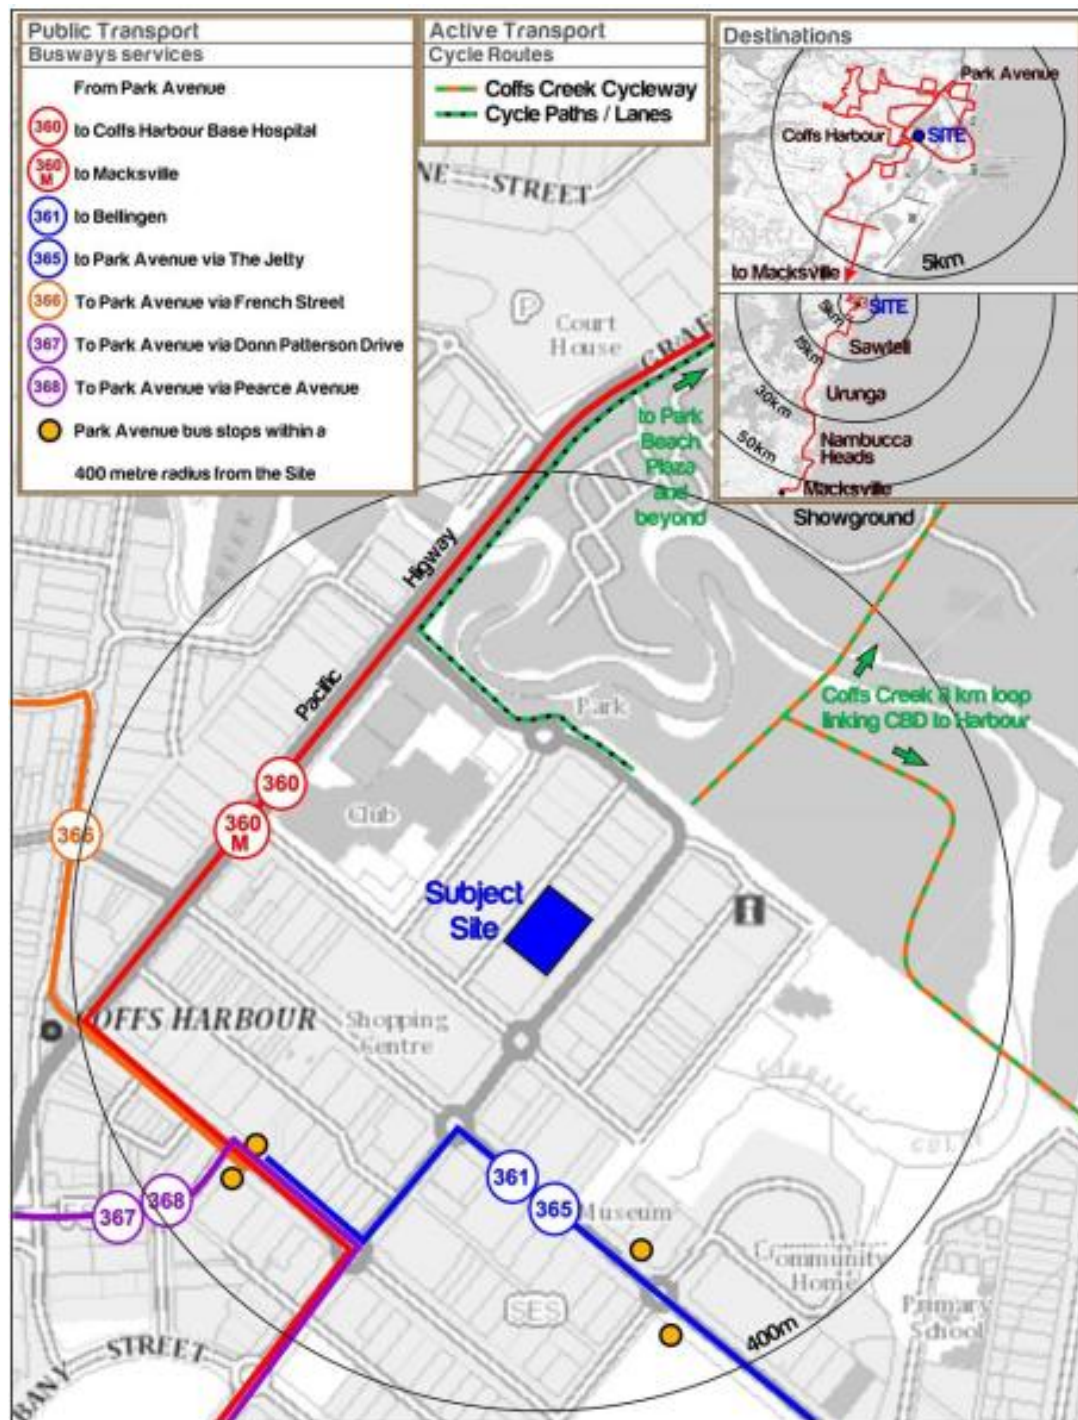 Public Transport
Busways services
From Park Avenue
360 to Coffs Harbour Base Hospital
360 M to Macksville
361 to Bellingen
365 to Park Avenue via The Jetty
366 To Park Avenue via French Street
367 To Park Avenue via Donn Patterson Drive
368 To Park Avenue via Pearce Avenue
Park Avenue bus stops within a
400 metre radius from the Site
Active Transport
Cycle Routes
Coffs Creek Cycleway
Cycle Paths / Lanes
Destinations
Park Avenue
Coffs Harbour
SITE
5km
to Macksville
SITE
5km
15km
Sawtell
30km
Urunga
50km
Nambucca
Heads
Macksville
STREET
P
Court
House
to Park
Beach
Plaza
and
beyond
Showground
Higway
Pacific
Park
Coffs Creek 8 km loop
linking CBD to Harbour
360
360
M
366
Club
Subject
Site
OFFS HARBOUR
Shopping
Centre
361
365
368
367
Museum
Community
Home
SES
400m
Primary
School
BANY STREET